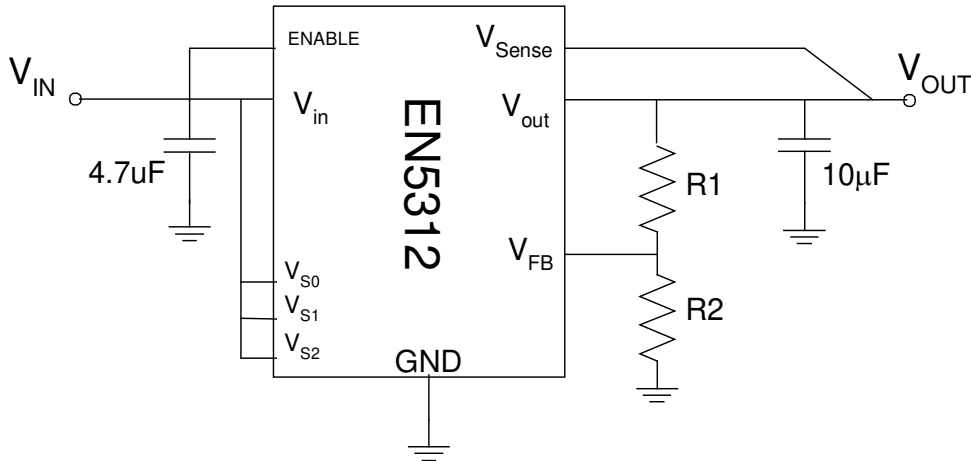 ENABLE
V_Sense
V_IN
V_in
V_out
V_OUT
EN5312
4.7uF
R1
10μF
V_FB
V_S0
V_S1
V_S2
R2
GND